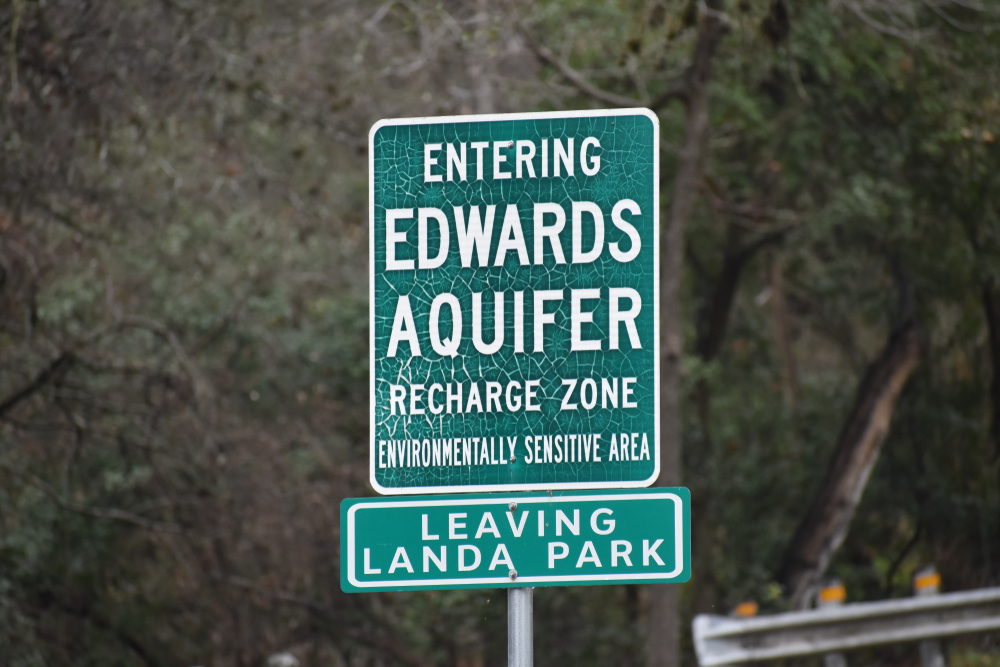 ENTERING
EDWARDS
AQUIFER
RECHARGE ZONE
ENVIRONMENTALLY SENSITIVE AREA
LEAVING
LANDA PARK